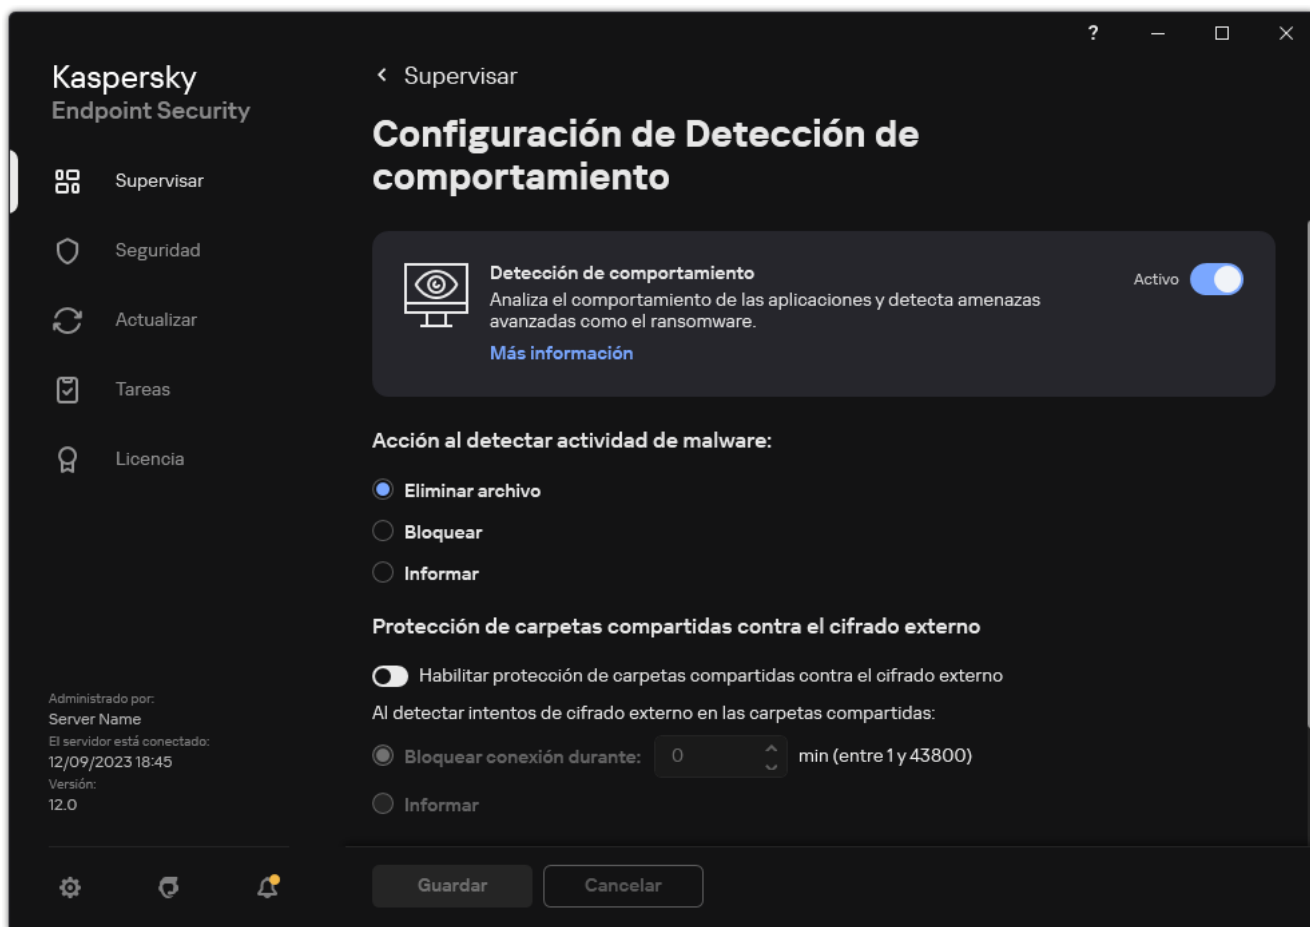 ?
Kaspersky
Endpoint Security
Supervisar
Seguridad
Actualizar
Tareas
Licencia
Administrado por:
Server Name
El servidor está conectado:
12/09/2023 18:45
Versión:
12.0
Supervisar
Configuración de Detección de
comportamiento
Detección de comportamiento
Analiza el comportamiento de las aplicaciones y detecta amenazas
avanzadas como el ransomware.
Más información
Activo
Acción al detectar actividad de malware:
Eliminar archivo
Bloquear
Informar
Protección de carpetas compartidas contra el cifrado externo
Habilitar protección de carpetas compartidas contra el cifrado externo
Al detectar intentos de cifrado externo en las carpetas compartidas:
Bloquear conexión durante: 0 min (entre 1 y 43800)
Informar
Guardar Cancelar